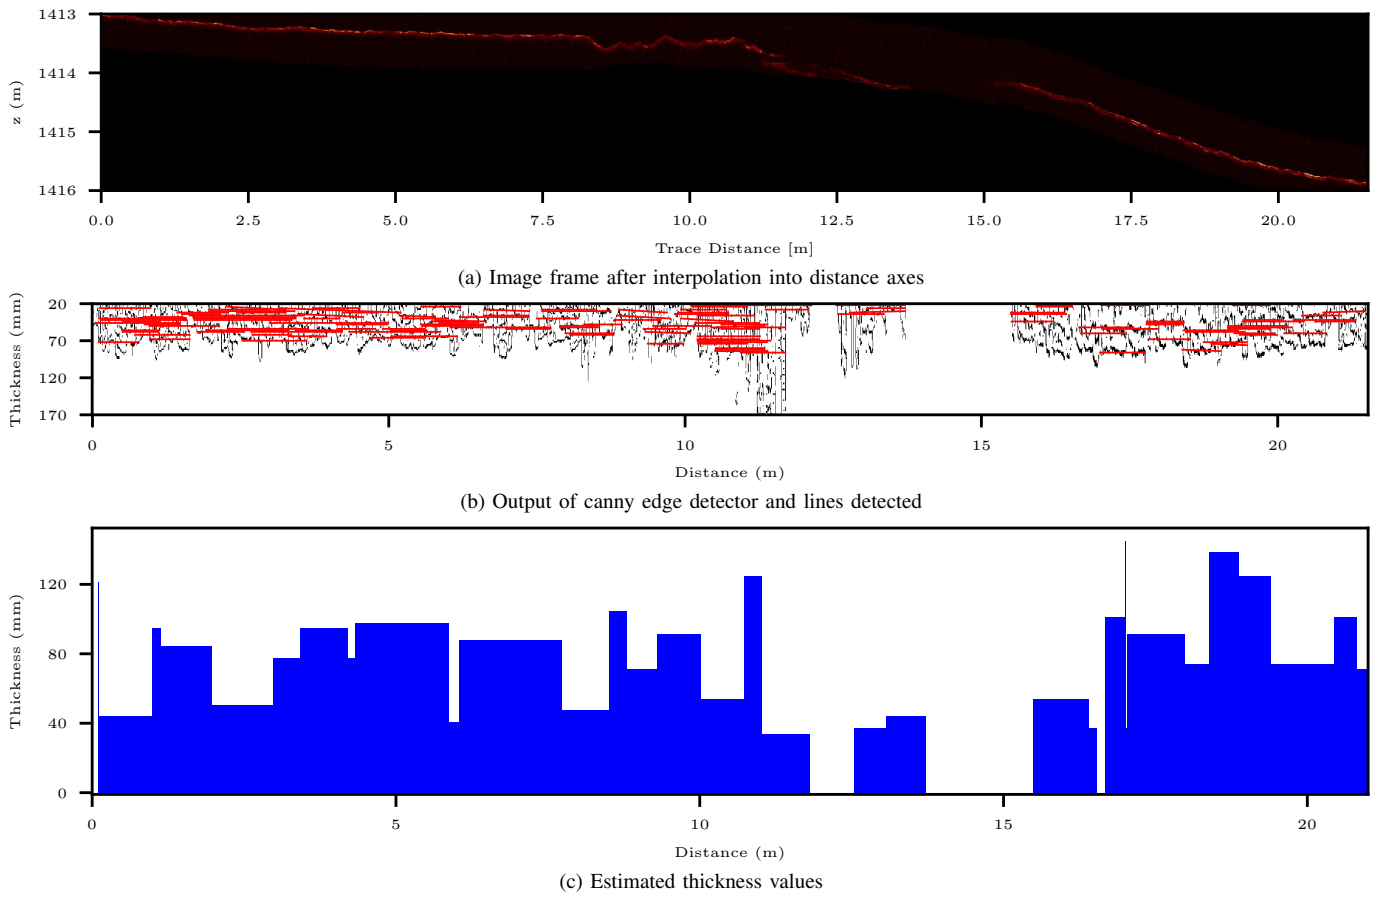 1413
1414
1415
1416
z (m)
0.0 2.5 5.0 7.5 10.0 12.5 15.0 17.5 20.0
Trace Distance [m]
(a) Image frame after interpolation into distance axes
20
70
120
170
Thickness (mm)
0 5 10 15 20
Distance (m)
(b) Output of canny edge detector and lines detected
120
80
40
0
Thickness (mm)
0 5 10 15 20
Distance (m)
(c) Estimated thickness values